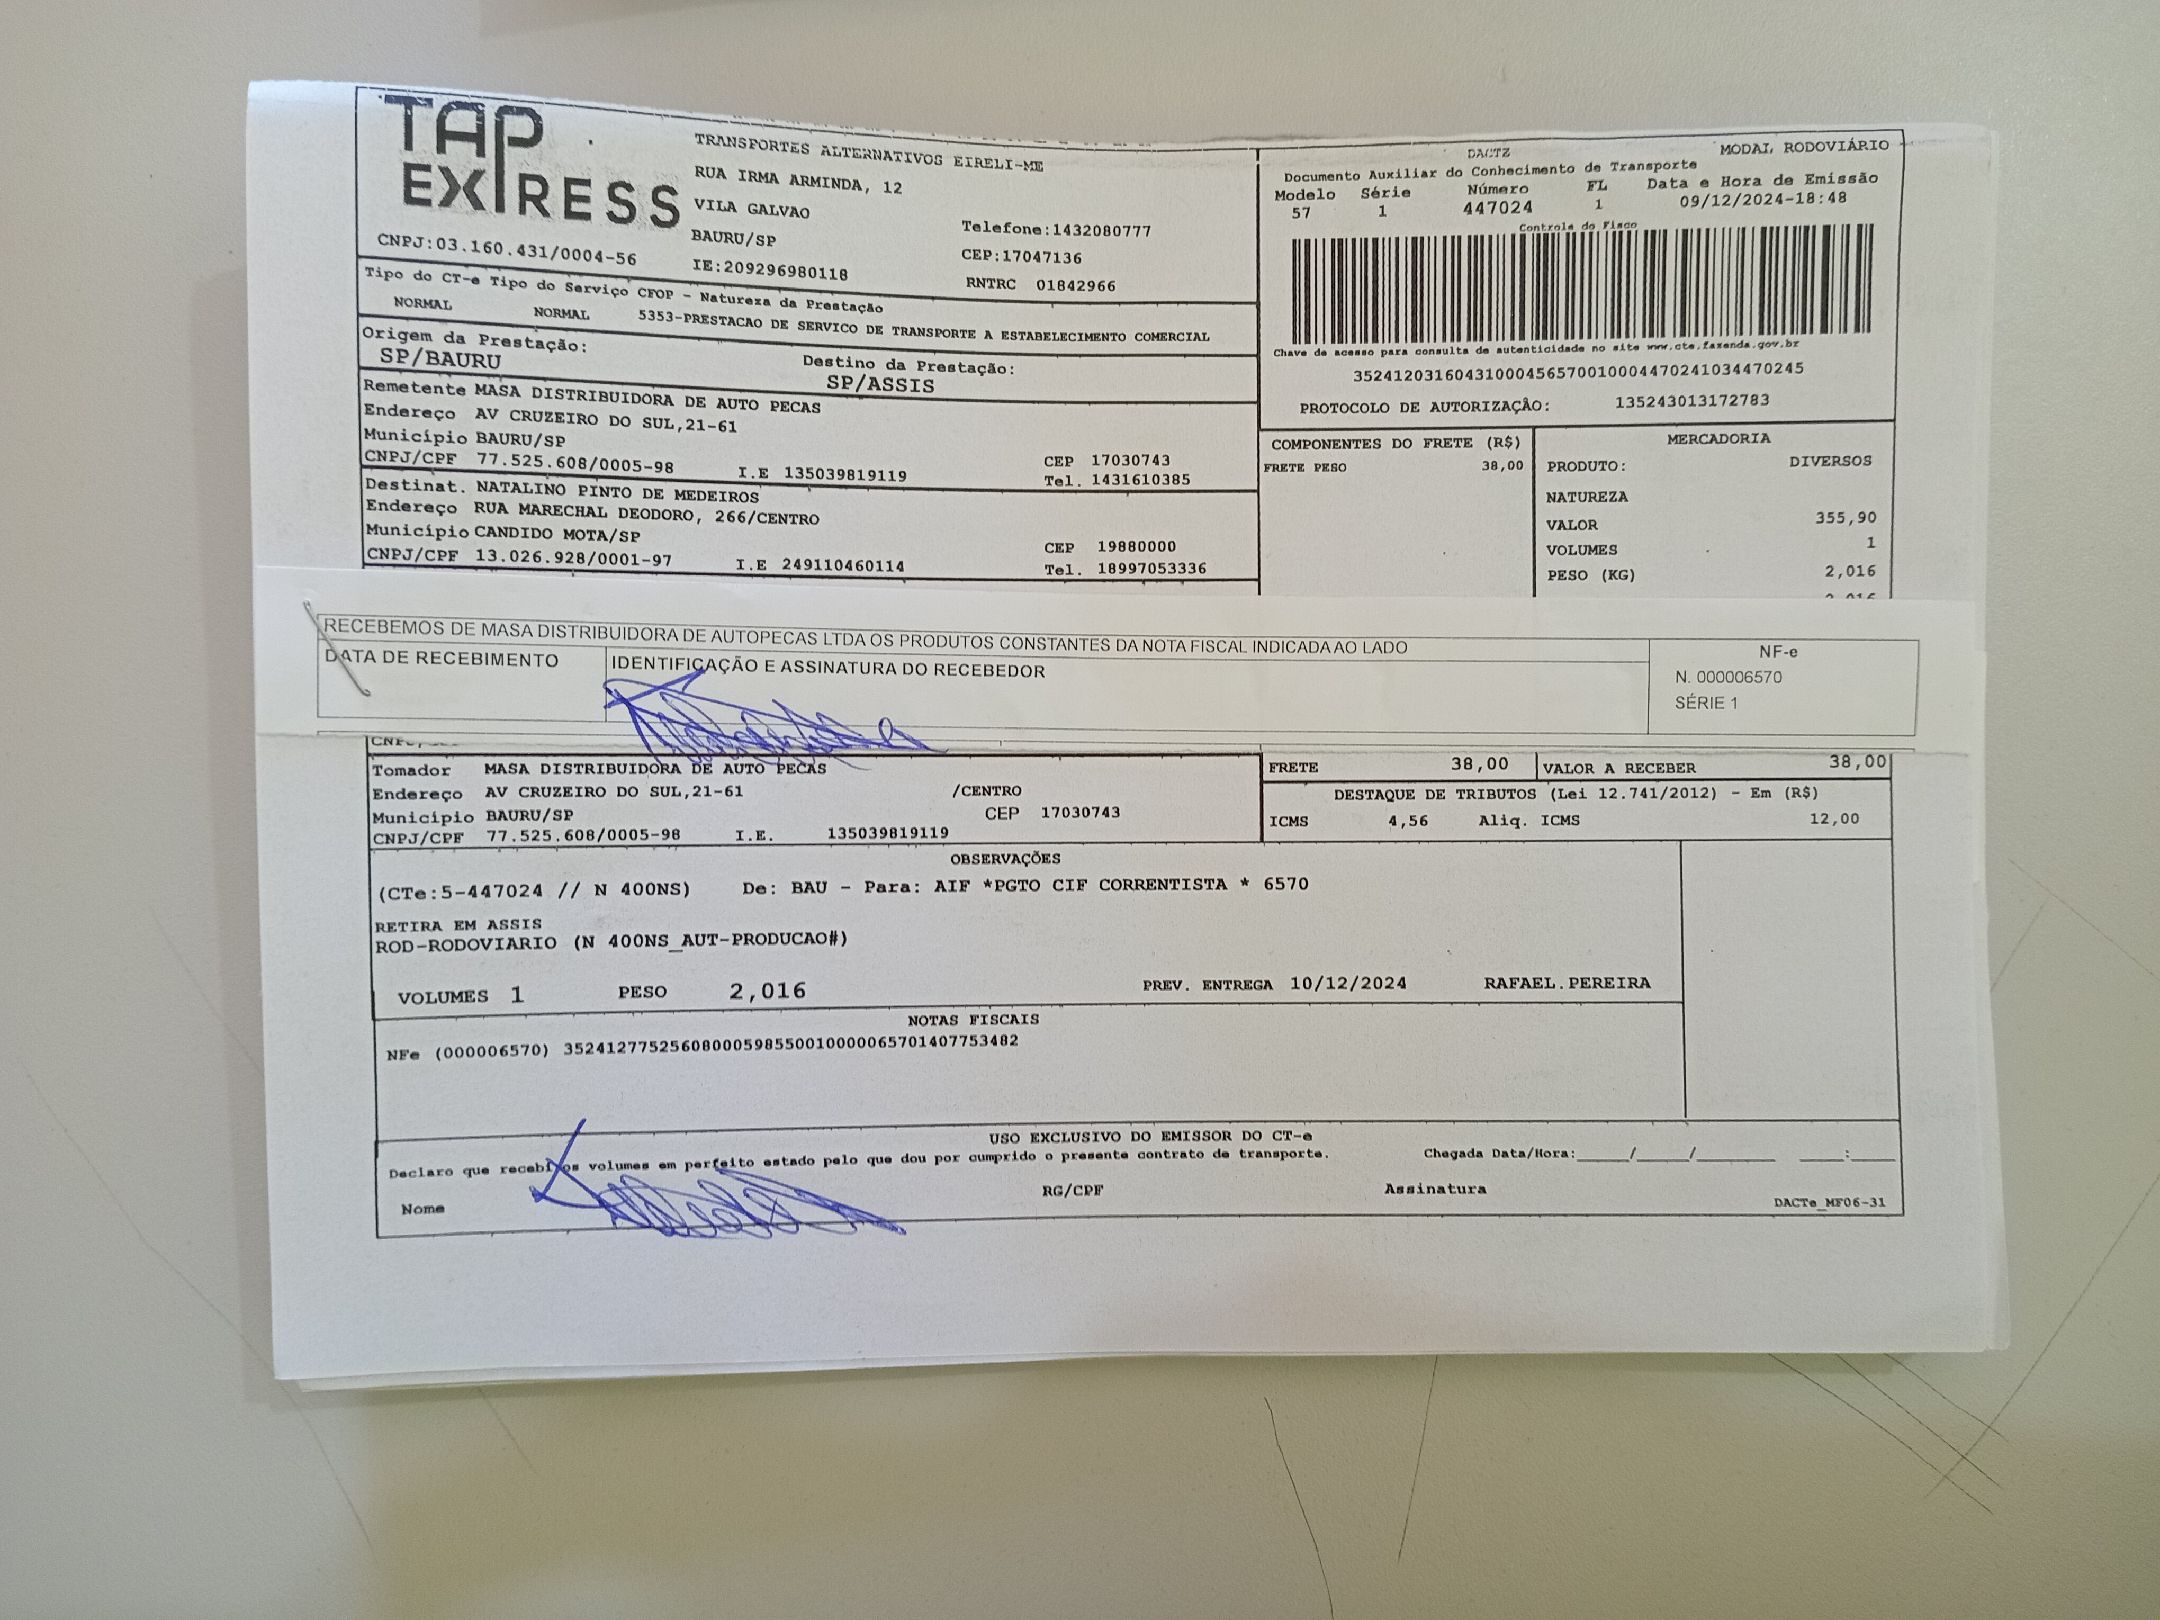 TAP
EXPRESS
CNPJ:03.160.431/0004-56
TRANSPORTES ALTERNATIVOS EIRELI-ME
RUA IRMA ARMINDA, 12
VILA GALVAO
BAURU/SP Telefone:1432080777
IE:209296980118 CEP:17047136
RNTRC 01842966
DACTE MODAL RODOVIÁRIO
Documento Auxiliar do Conhecimento de Transporte
Modelo Série Número FL Data e Hora de Emissão
57 1 447024 1 09/12/2024-18:48
Controle do Fisco
Chave de acesso para consulta de autenticidade no site www.cte.fazenda.gov.br
35241203160431000456570010004470241034470245
PROTOCOLO DE AUTORIZAÇÃO: 135243013172783
Tipo do CT-e Tipo do Serviço CFOP - Natureza da Prestação
NORMAL NORMAL 5353-PRESTACAO DE SERVICO DE TRANSPORTE A ESTABELECIMENTO COMERCIAL
Origem da Prestação: Destino da Prestação:
SP/BAURU SP/ASSIS
Remetente MASA DISTRIBUIDORA DE AUTO PECAS
Endereço AV CRUZEIRO DO SUL,21-61
Município BAURU/SP CEP 17030743
CNPJ/CPF 77.525.608/0005-98 I.E 135039819119 Tel. 1431610385
Destinat. NATALINO PINTO DE MEDEIROS
Endereço RUA MARECHAL DEODORO, 266/CENTRO
Município CANDIDO MOTA/SP CEP 19880000
CNPJ/CPF 13.026.928/0001-97 I.E 249110460114 Tel. 18997053336
COMPONENTES DO FRETE (R$)
FRETE PESO 38,00
MERCADORIA
PRODUTO: DIVERSOS
NATUREZA
VALOR 355,90
VOLUMES 1
PESO (KG) 2,016
RECEBEMOS DE MASA DISTRIBUIDORA DE AUTOPECAS LTDA OS PRODUTOS CONSTANTES DA NOTA FISCAL INDICADA AO LADO
DATA DE RECEBIMENTO IDENTIFICAÇÃO E ASSINATURA DO RECEBEDOR
NF-e
N. 000006570
SÉRIE 1
Tomador MASA DISTRIBUIDORA DE AUTO PECAS
Endereço AV CRUZEIRO DO SUL,21-61 /CENTRO
Município BAURU/SP CEP 17030743
CNPJ/CPF 77.525.608/0005-98 I.E. 135039819119
FRETE 38,00 VALOR A RECEBER 38,00
DESTAQUE DE TRIBUTOS (Lei 12.741/2012) - Em (R$)
ICMS 4,56 Aliq. ICMS 12,00
OBSERVAÇÕES
(CTe:5-447024 // N 400NS) De: BAU - Para: AIF *PGTO CIF CORRENTISTA * 6570
RETIRA EM ASSIS
ROD-RODOVIARIO (N 400NS_AUT-PRODUCAO#)
VOLUMES 1 PESO 2,016 PREV. ENTREGA 10/12/2024 RAFAEL.PEREIRA
NOTAS FISCAIS
NFe (000006570) 35241277525608000598550010000065701407753482
USO EXCLUSIVO DO EMISSOR DO CT-e
Declaro que recebi os volumes em perfeito estado pelo que dou por cumprido o presente contrato de transporte. Chegada Data/Hora:____/____/______ ___:___
Nome RG/CPF Assinatura DACTe_MF06-31